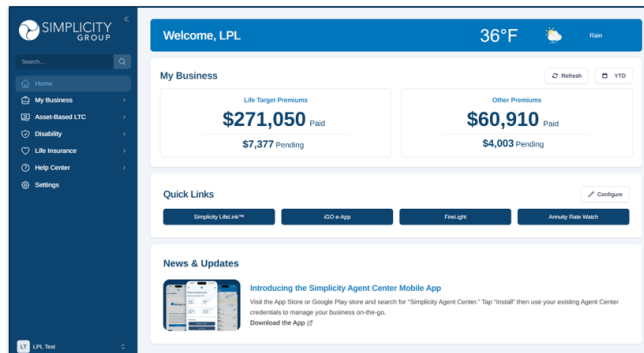 SIMPLICITY
GROUP
Search...
Home
My Business
Asset-Based LTC
Disability
Life Insurance
Help Center
Settings
LT LPL Test
Welcome, LPL
36°F
Rain
My Business
Refresh
YTD
Life Target Premiums
$271,050 Paid
$7,377 Pending
Other Premiums
$60,910 Paid
$4,003 Pending
Quick Links
Configure
Simplicity LifeLink™
iGO e-App
FireLight
Annuity Rate Watch
News & Updates
Introducing the Simplicity Agent Center Mobile App
Visit the App Store or Google Play store and search for “Simplicity Agent Center.” Tap “Install” then use your existing Agent Center
credentials to manage your business on-the-go.
Download the App